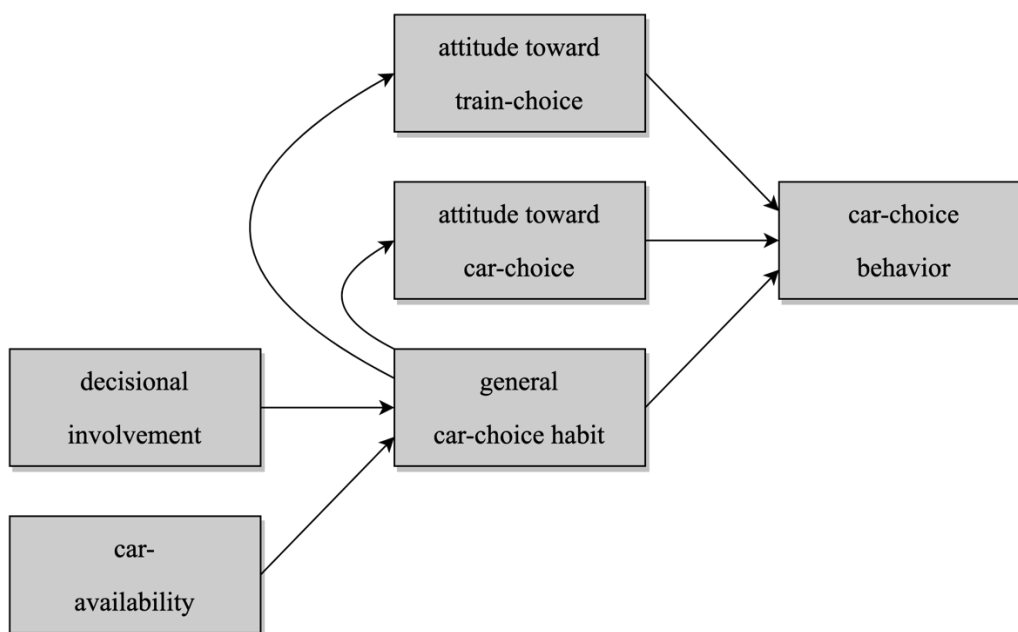 attitude toward
train-choice
attitude toward
car-choice
car-choice
behavior
decisional
involvement
general
car-choice habit
car-
availability